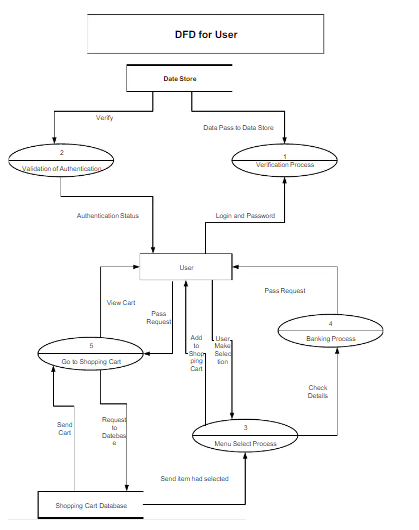 DFD for User
Date Store
Verify
Data Pass to Data Store
2
Validation of Authentication
1
Verification Process
Authentication Status
Login and Password
User
Pass Request
View Cart
Pass
Request
4
Banking Process
5
Go to Shopping Cart
Add
to
Shop
ping
Cart
User
Make
Selec
tion
Check
Details
Send
Cart
Request
to
Datebas
e
3
Menu Select Process
Send item had selected
Shopping Cart Database